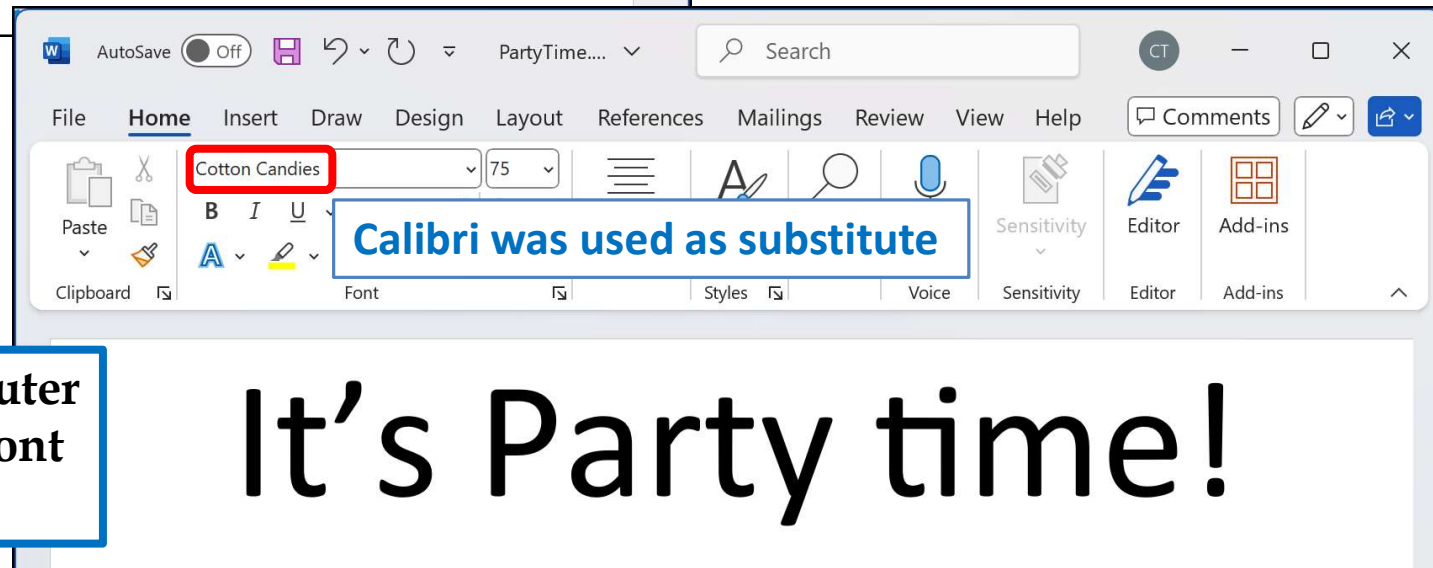 AutoSave Off PartyTime.... Search CT
File Home Insert Draw Design Layout References Mailings Review View Help Comments
Cotton Candies 75
Paste B I U Sensitivity Editor Add-ins
Calibri was used as substitute
Clipboard Font Styles Voice Sensitivity Editor Add-ins
uter
ont
It's Party time!